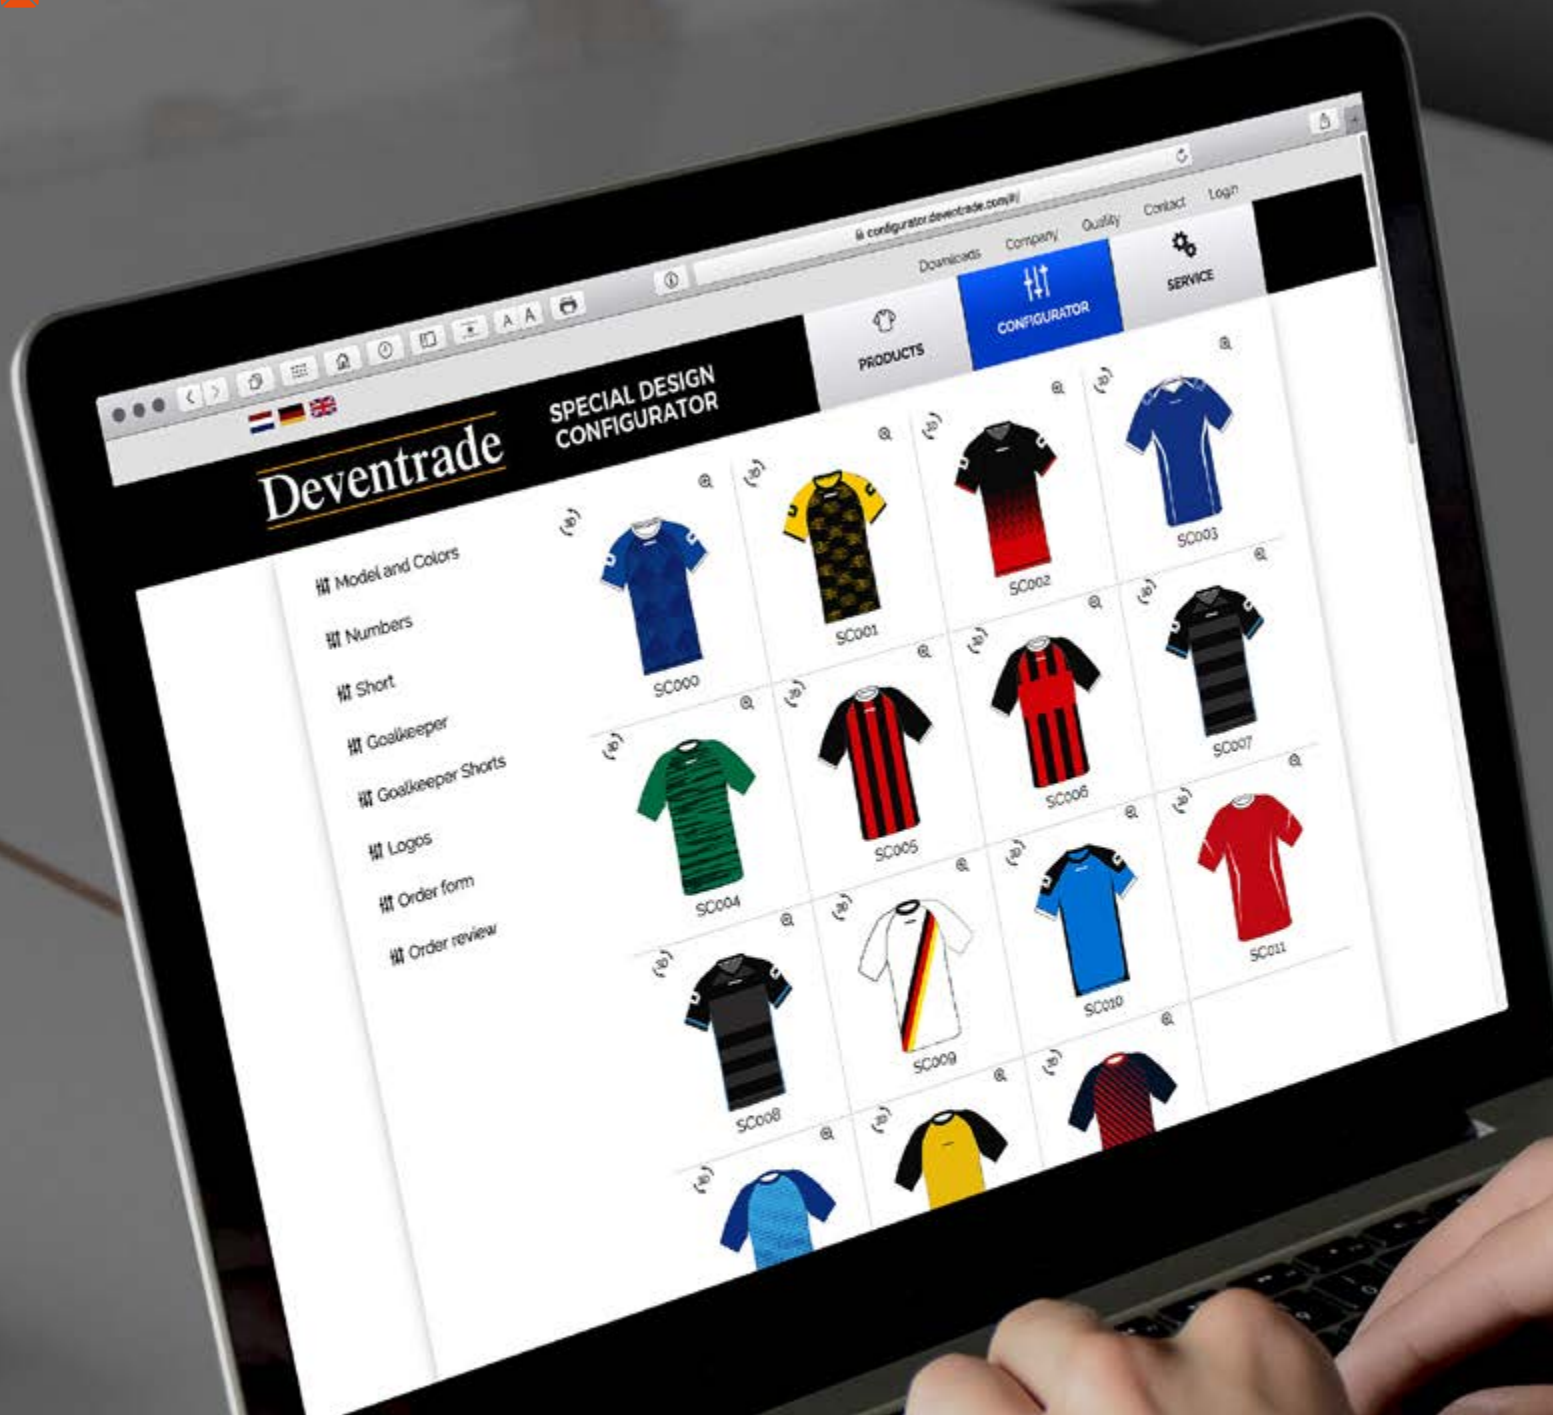 configurator.deventrade.com/#/
Downloads
Company
Quality
Contact
Login
A A
Deventrade
SPECIAL DESIGN
CONFIGURATOR
PRODUCTS
CONFIGURATOR
SERVICE
Model and Colors
Numbers
Short
Goalkeeper
Goalkeeper Shorts
Logos
Order form
Order review
SC000
SC001
SC002
SC003
SC004
SC005
SC006
SC007
SC008
SC009
SC010
SC011